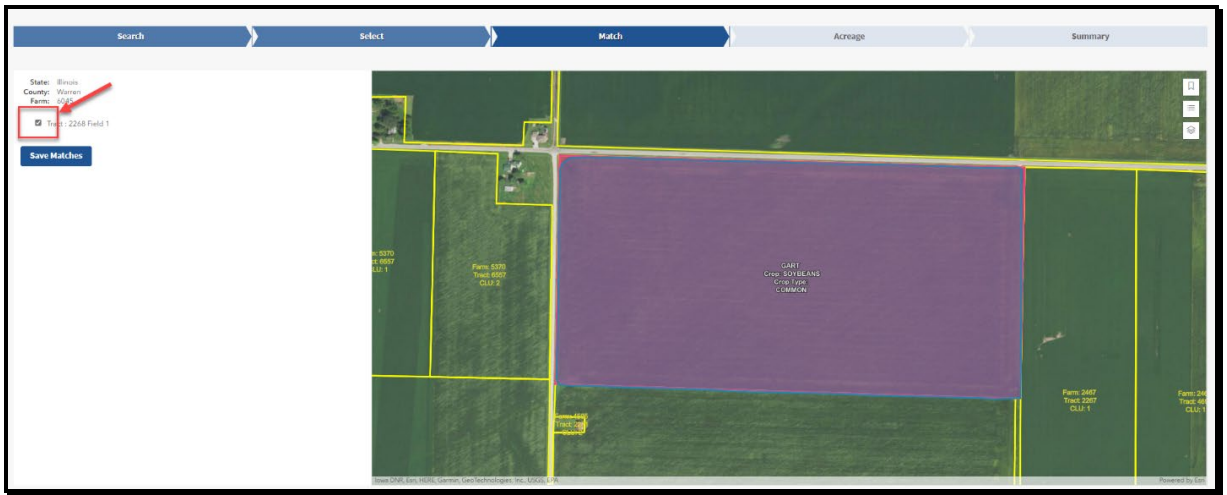 Search
Select
Match
Acreage
Summary
State: Illinois
County: Warren
Farm: 6045
Tract : 2268 Field 1
Save Matches
5370
6557
CLU: 1
Farm: 5370
Tract: 6557
CLU: 2
GART
Crop: SOYBEANS
Crop Type:
COMMON
Farm: 2467
Tract: 2267
CLU: 1
Farm:
Tract:
CLU: 1
Iowa DNR, Esri, HERE, Garmin, GeoTechnologies, Inc., USGS, EPA
Powered by Esri